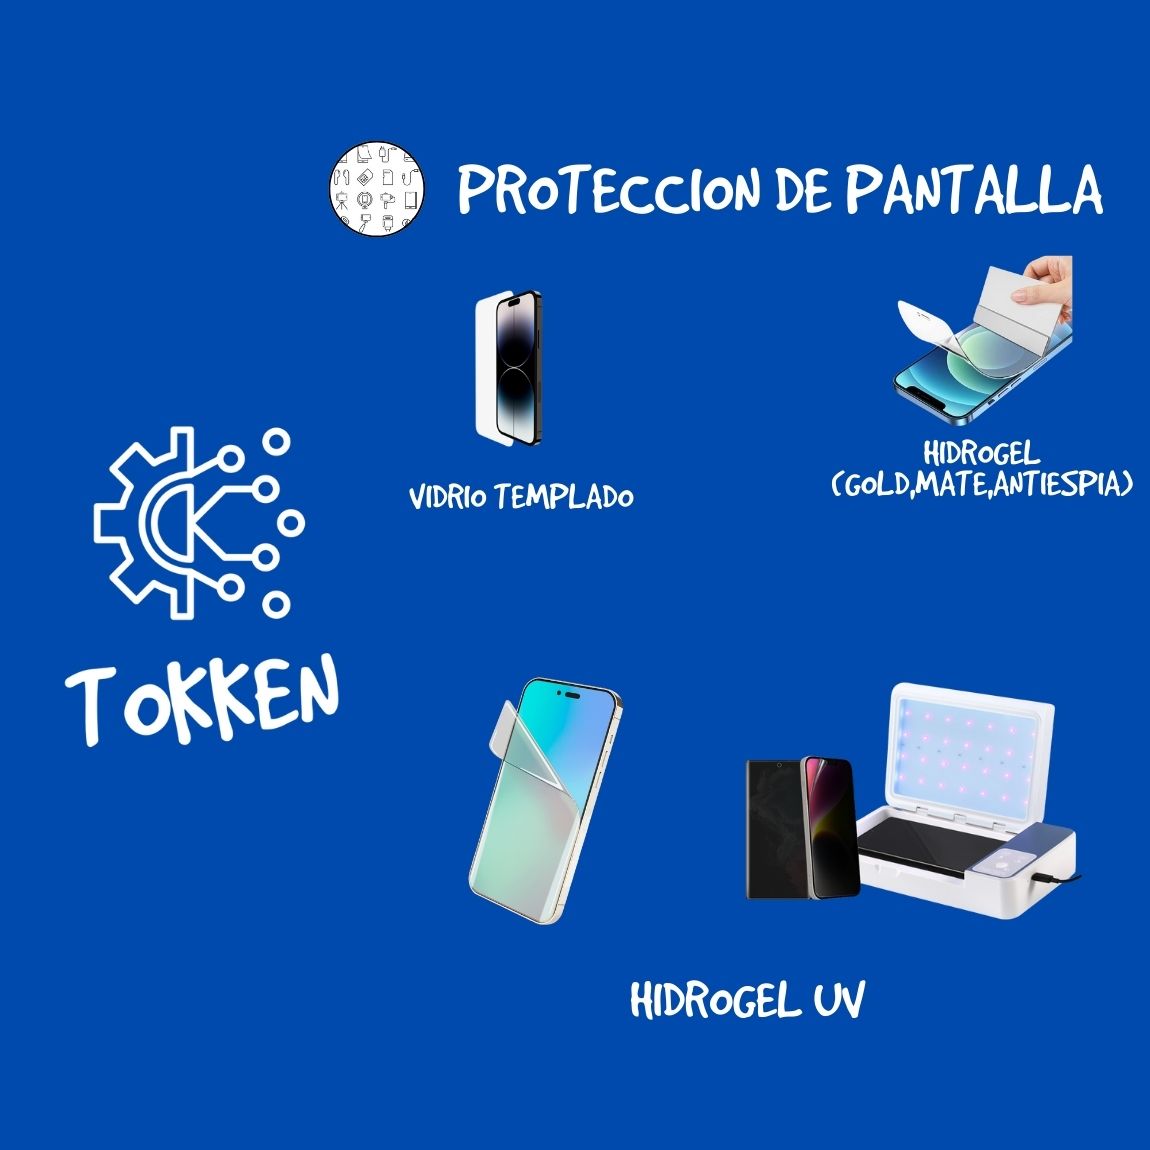 PROTECCION DE PANTALLA
VIDRIO TEMPLADO
HIDROGEL
(GOLD,MATE,ANTIESPIA)
K
TOKKEN
HIDROGEL UV